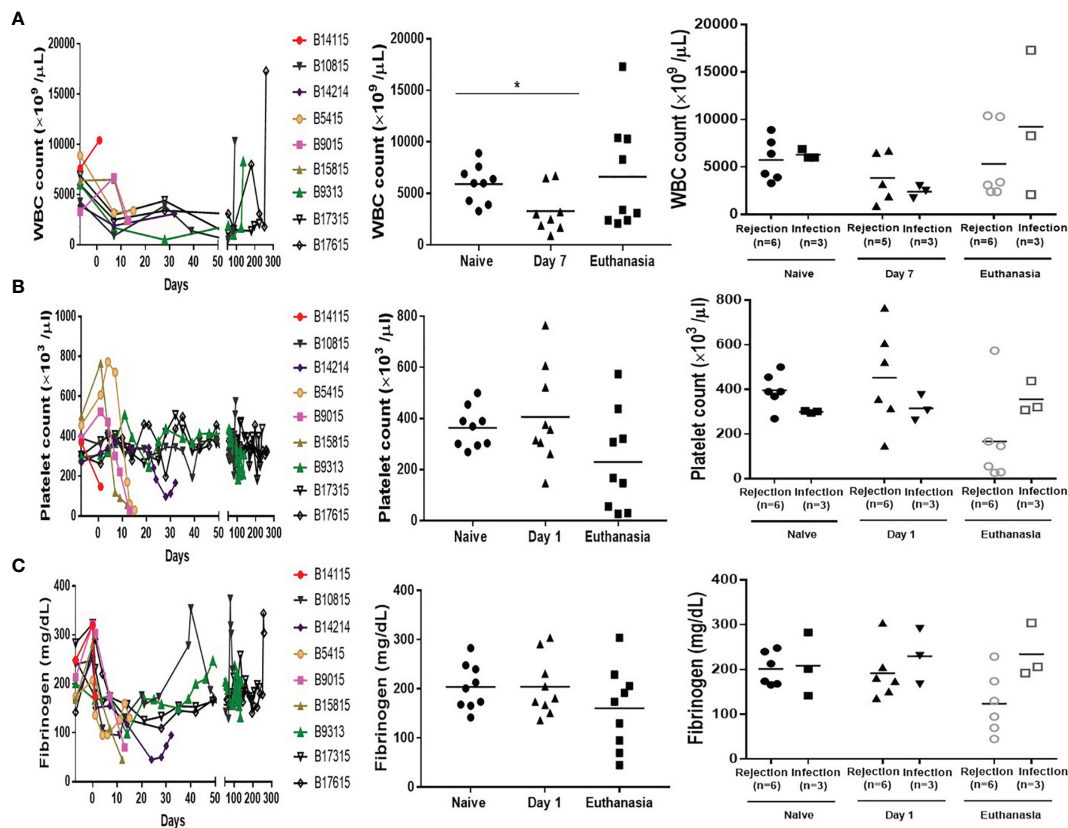 A
WBC count (×10⁹ /μL)
20000
15000
10000
5000
0
0
10
20
30
40
50
100
200
300
Days
B14115
B10815
B14214
B5415
B9015
B15815
B9313
B17315
B17615
WBC count (×10⁹ /μL)
20000
15000
10000
5000
0
*
Naive
Day 7
Euthanasia
WBC count (×10⁹ /μL)
20000
15000
10000
5000
0
Rejection Infection Rejection Infection Rejection Infection
(n=6) (n=3) (n=5) (n=3) (n=6) (n=3)
Naive
Day 7
Euthanasia
B
Platelet count (×10³ /μl)
1000
800
600
400
200
0
0
10
20
30
40
50
100
200
300
Days
B14115
B10815
B14214
B5415
B9015
B15815
B9313
B17315
B17615
Platelet count (×10³ /μl)
800
600
400
200
0
Naive
Day 1
Euthanasia
Platelet count (×10³ /μl)
800
600
400
200
0
Rejection Infection Rejection Infection Rejection Infection
(n=6) (n=3) (n=6) (n=3) (n=6) (n=3)
Naive
Day 1
Euthanasia
C
Fibrinogen (mg/dL)
400
300
200
100
0
0
10
20
30
40
50
100
200
300
Days
B14115
B10815
B14214
B5415
B9015
B15815
B9313
B17315
B17615
Fibrinogen (mg/dL)
400
300
200
100
0
Naive
Day 1
Euthanasia
Fibrinogen (mg/dL)
400
300
200
100
0
Rejection Infection Rejection Infection Rejection Infection
(n=6) (n=3) (n=6) (n=3) (n=6) (n=3)
Naive
Day 1
Euthanasia